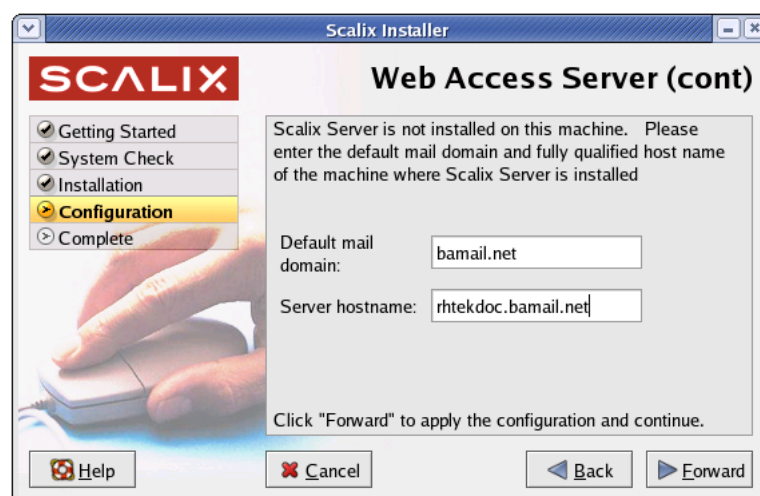 Scalix Installer
SCALIX
Web Access Server (cont)
Getting Started
System Check
Installation
Configuration
Complete
Scalix Server is not installed on this machine. Please
enter the default mail domain and fully qualified host name
of the machine where Scalix Server is installed
Default mail
domain:
bamail.net
Server hostname:
rhtekdoc.bamail.net
Click "Forward" to apply the configuration and continue.
Help
Cancel
Back
Forward